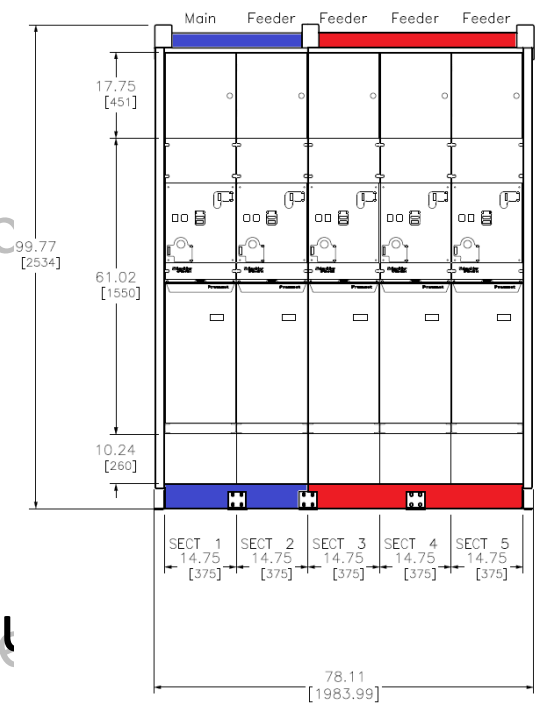 Main Feeder Feeder Feeder Feeder
17.75
[451]
99.77
[2534]
61.02
[1550]
10.24
[260]
SECT 1 SECT 2 SECT 3 SECT 4 SECT 5
14.75 14.75 14.75 14.75 14.75
[375] [375] [375] [375] [375]
78.11
[1983.99]